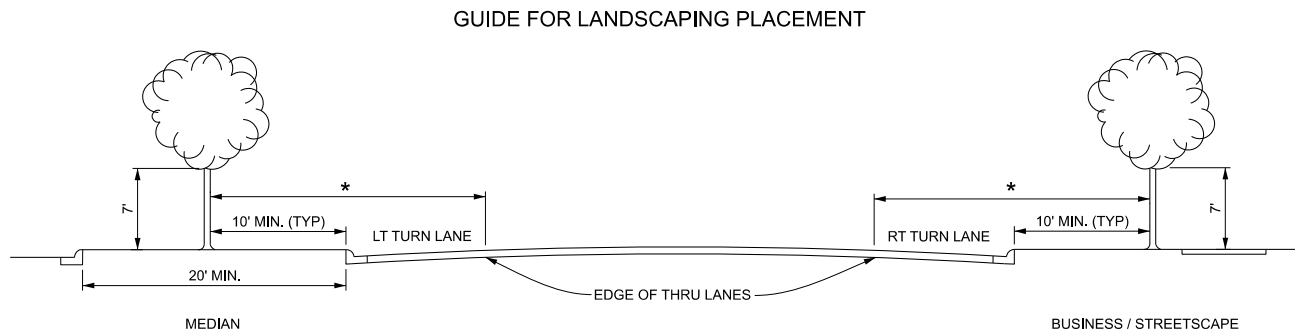 GUIDE FOR LANDSCAPING PLACEMENT
* *
7' 10' MIN. (TYP) LT TURN LANE RT TURN LANE 10' MIN. (TYP) 7'
20' MIN.
EDGE OF THRU LANES
MEDIAN BUSINESS / STREETSCAPE